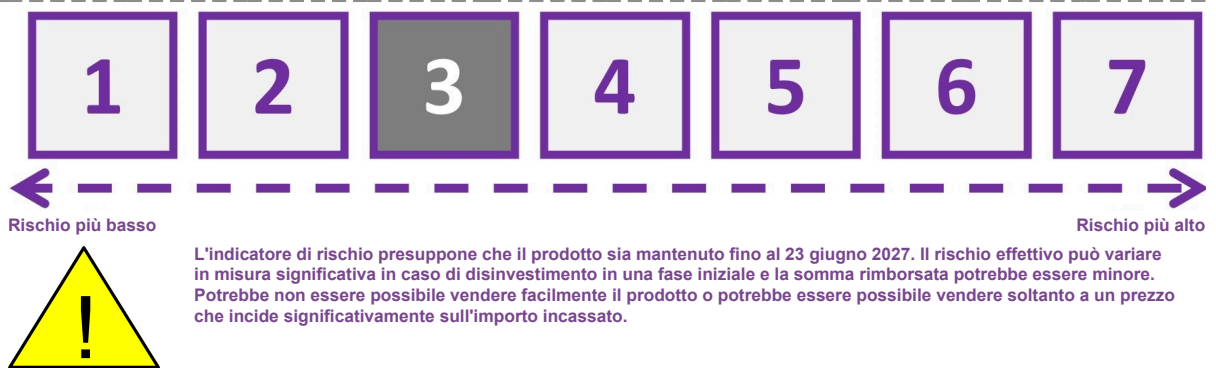 1 2 3 4 5 6 7
Rischio più basso Rischio più alto
L'indicatore di rischio presuppone che il prodotto sia mantenuto fino al 23 giugno 2027. Il rischio effettivo può variare
in misura significativa in caso di disinvestimento in una fase iniziale e la somma rimborsata potrebbe essere minore.
Potrebbe non essere possibile vendere facilmente il prodotto o potrebbe essere possibile vendere soltanto a un prezzo
che incide significativamente sull'importo incassato.
!